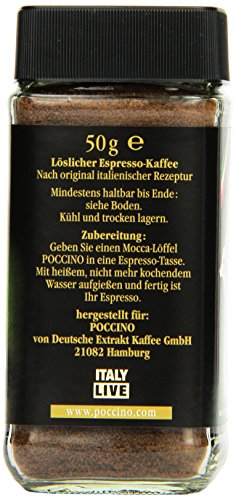 50g ℮
Löslicher Espresso-Kaffee
Nach original italienischer Rezeptur
Mindestens haltbar bis Ende:
siehe Boden.
Kühl und trocken lagern.
Zubereitung:
Geben Sie einen Mocca-Löffel
POCCINO in eine Espresso-Tasse.
Mit heißem, nicht mehr kochendem
Wasser aufgießen und fertig ist
Ihr Espresso.
hergestellt für:
POCCINO
von Deutsche Extrakt Kaffee GmbH
21082 Hamburg
ITALY
LIVE
www.poccino.com